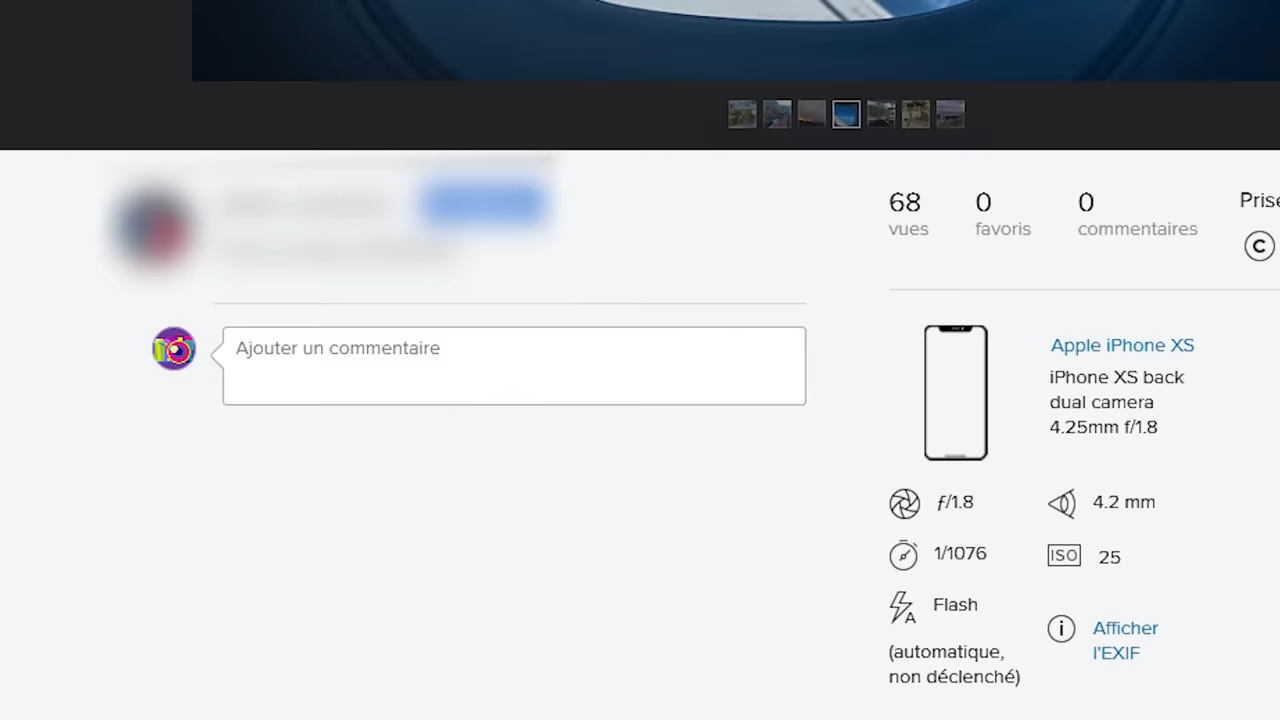 68
vues
0
favoris
0
commentaires
Prise
C
Ajouter un commentaire
Apple iPhone XS
iPhone XS back
dual camera
4.25mm f/1.8
ƒ/1.8
4.2 mm
1/1076
ISO
25
A
Flash
(automatique,
non déclenché)
i
Afficher
l'EXIF